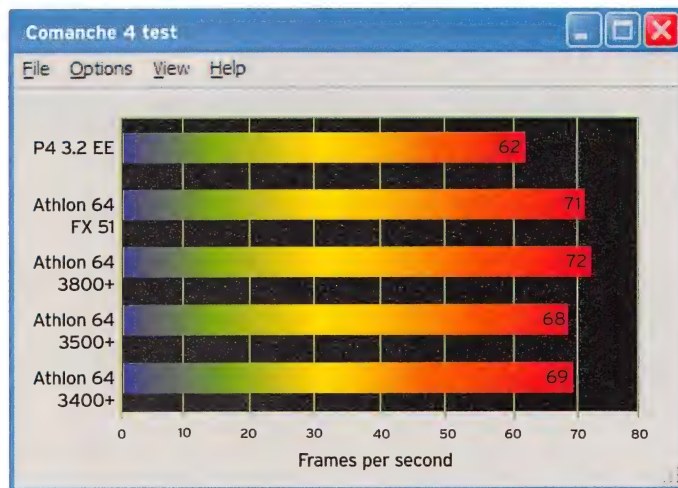 Comanche 4 test
File Options View Help
P4 3.2 EE
62
Athlon 64
FX 51
71
Athlon 64
3800+
72
Athlon 64
3500+
68
Athlon 64
3400+
69
0 10 20 30 40 50 60 70 80
Frames per second